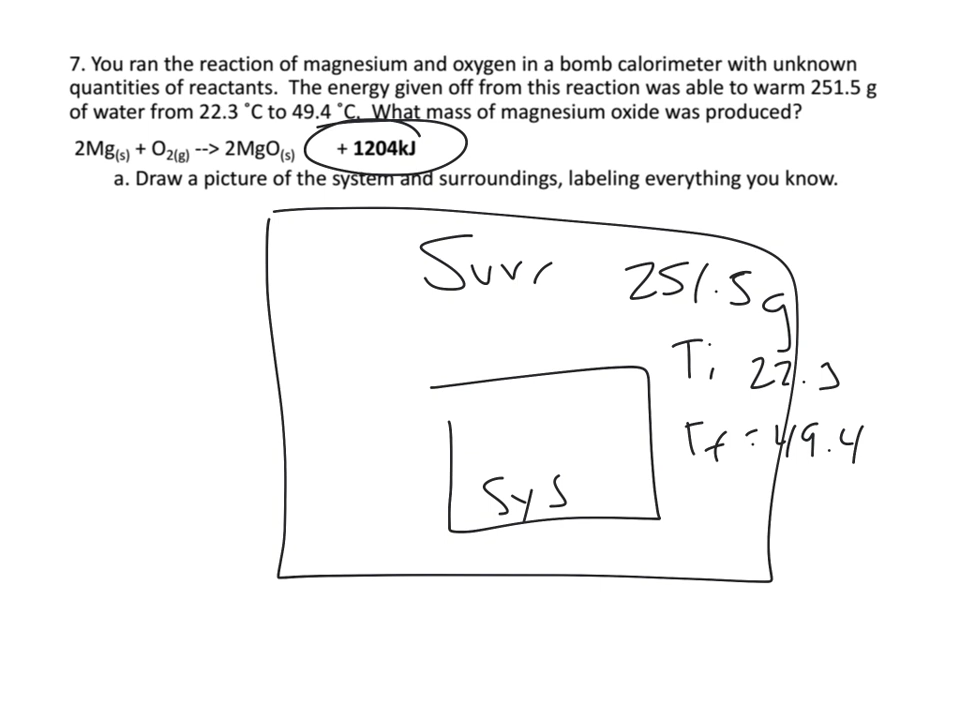 7. You ran the reaction of magnesium and oxygen in a bomb calorimeter with unknown
quantities of reactants. The energy given off from this reaction was able to warm 251.5 g
of water from 22.3 ˚C to 49.4 ˚C. What mass of magnesium oxide was produced?
2Mg(s) + O2(g) --> 2MgO(s) + 1204kJ
a. Draw a picture of the system and surroundings, labeling everything you know.
Surr 251.5g
Ti 22.3
Tf = 49.4
Sys